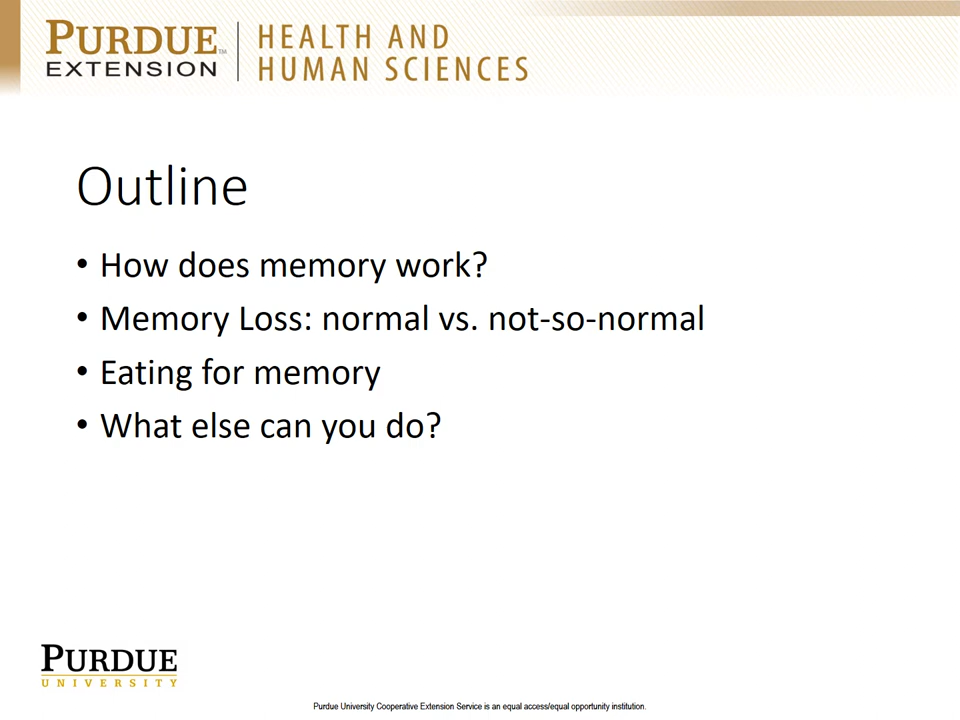 PURDUE™
EXTENSION
HEALTH AND
HUMAN SCIENCES
Outline
• How does memory work?
• Memory Loss: normal vs. not-so-normal
• Eating for memory
• What else can you do?
PURDUE
UNIVERSITY
Purdue University Cooperative Extension Service is an equal access/equal opportunity institution.